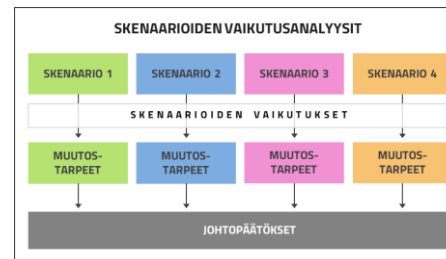 SKENAARIOIDEN VAIKUTUSANALYYSIT
SKENAARIO 1
SKENAARIO 2
SKENAARIO 3
SKENAARIO 4
SKENAARIOIDEN VAIKUTUKSET
MUUTOS-
TARPEET
MUUTOS-
TARPEET
MUUTOS-
TARPEET
MUUTOS-
TARPEET
JOHTOPÄÄTÖKSET